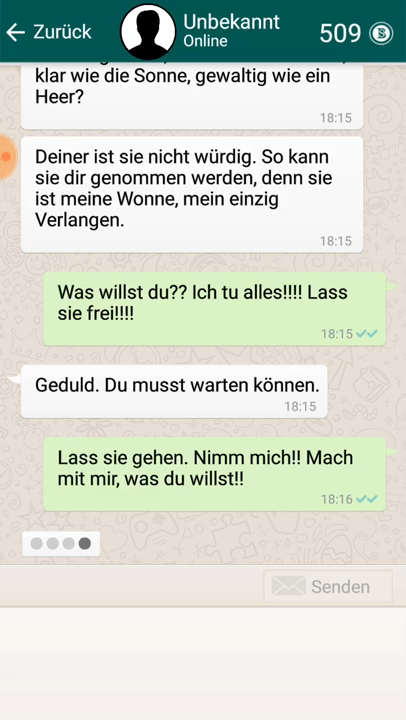 Zurück
Unbekannt
Online
509
klar wie die Sonne, gewaltig wie ein
Heer?
18:15
Deiner ist sie nicht würdig. So kann
sie dir genommen werden, denn sie
ist meine Wonne, mein einzig
Verlangen.
18:15
Was willst du?? Ich tu alles!!!! Lass
sie frei!!!!
18:15
Geduld. Du musst warten können.
18:15
Lass sie gehen. Nimm mich!! Mach
mit mir, was du willst!!
18:16
Senden